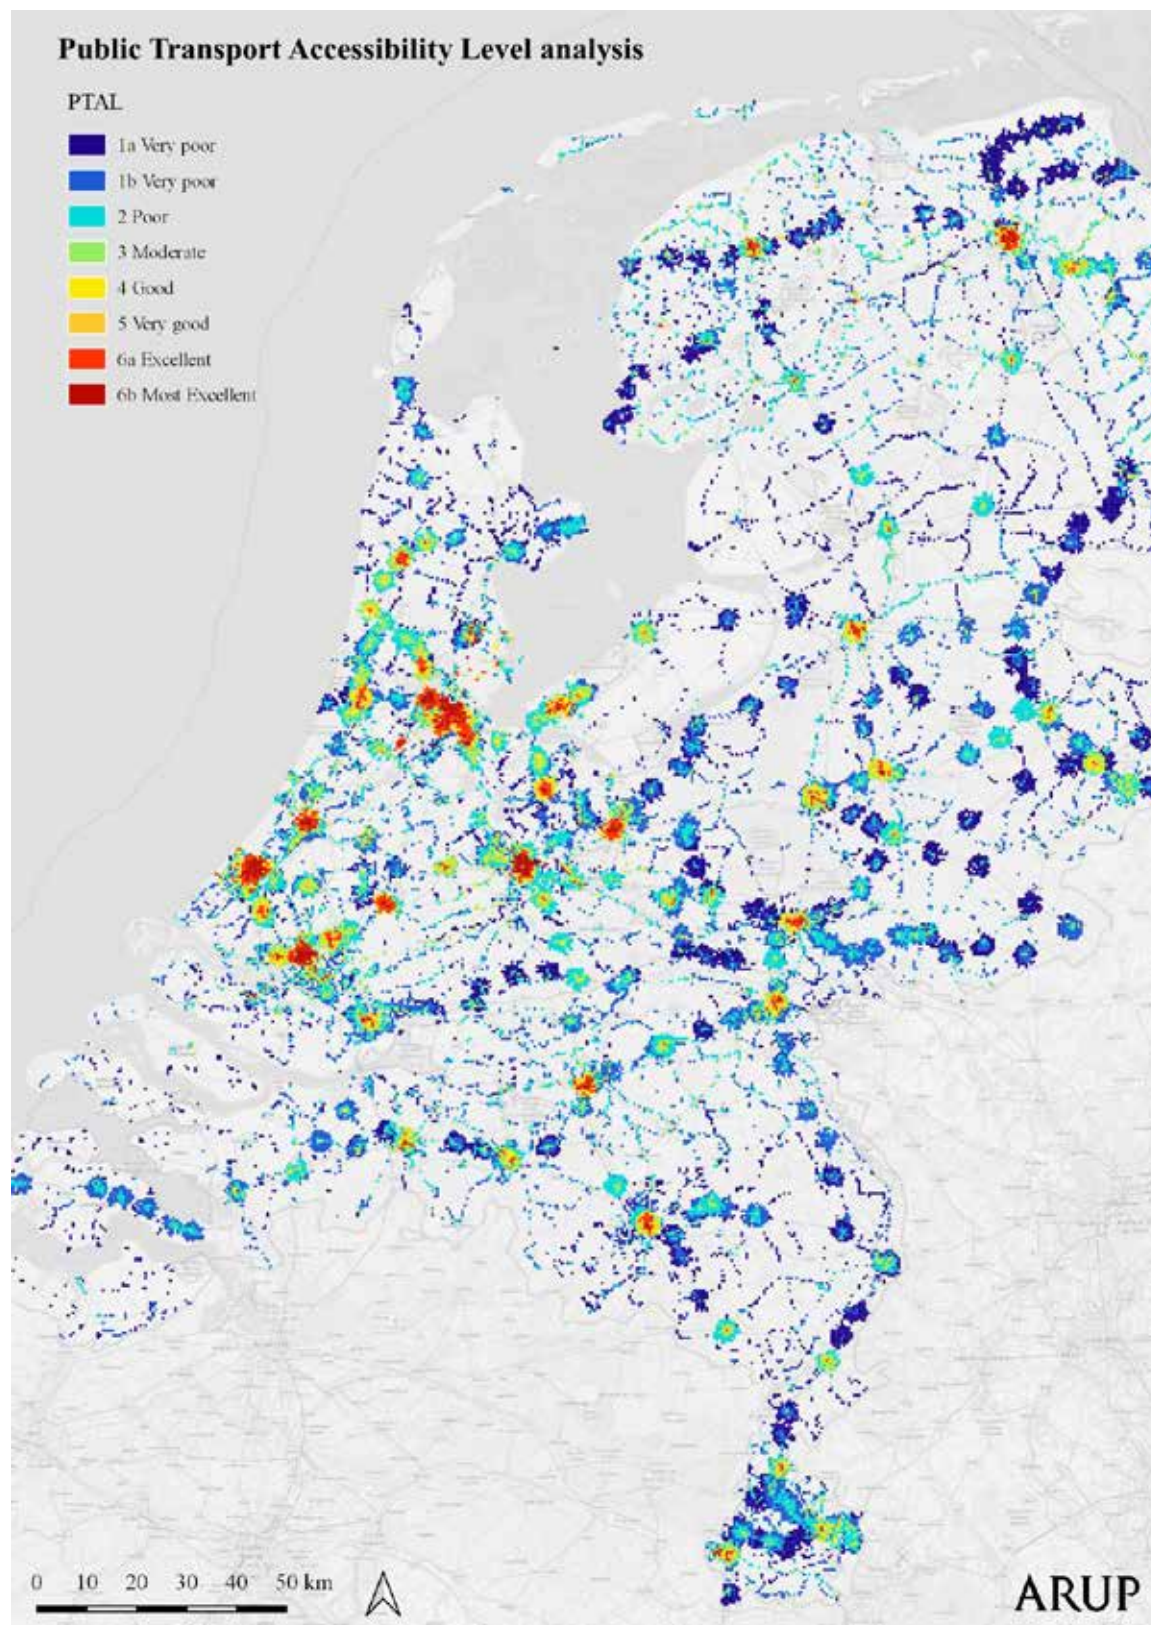 Public Transport Accessibility Level analysis
PTAL
1a Very poor
1b Very poor
2 Poor
3 Moderate
4 Good
5 Very good
6a Excellent
6b Most Excellent
0 10 20 30 40 50 km
ARUP